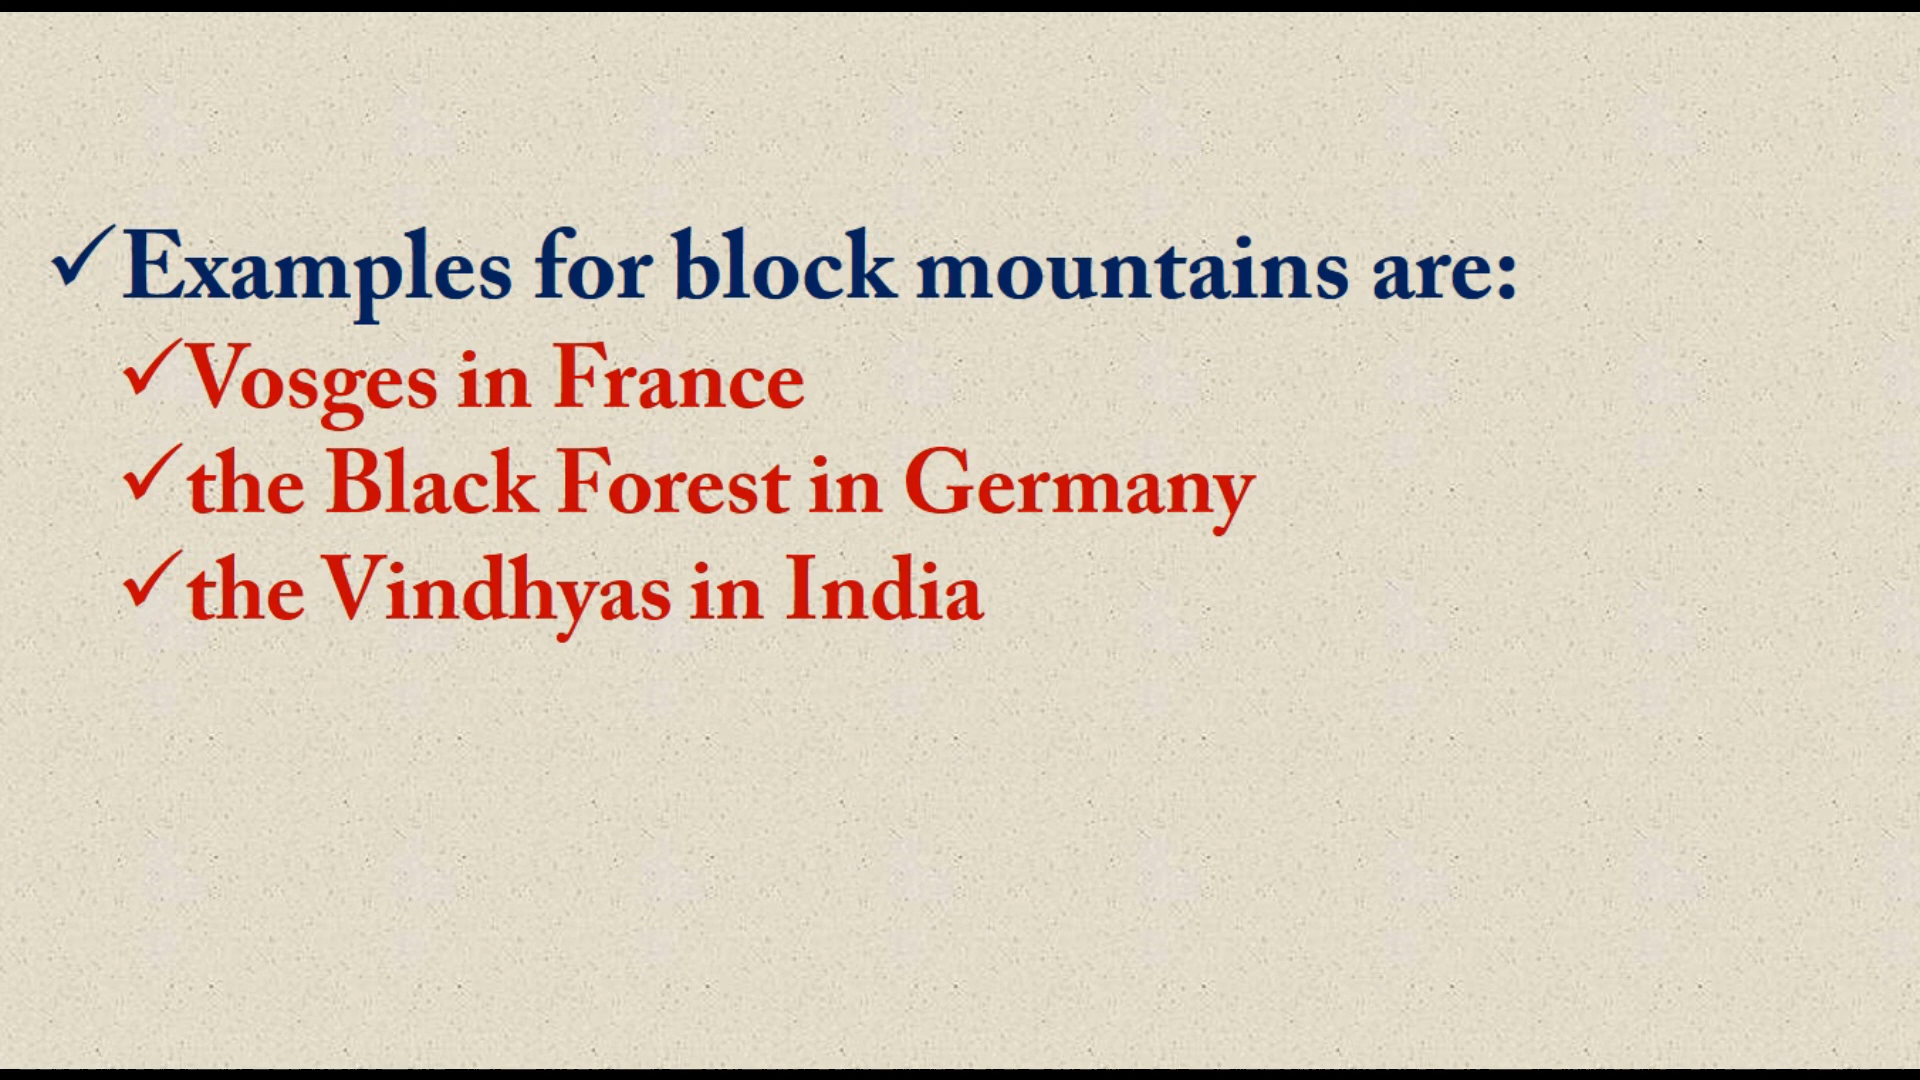 ✓Examples for block mountains are:
✓Vosges in France
✓the Black Forest in Germany
✓the Vindhyas in India